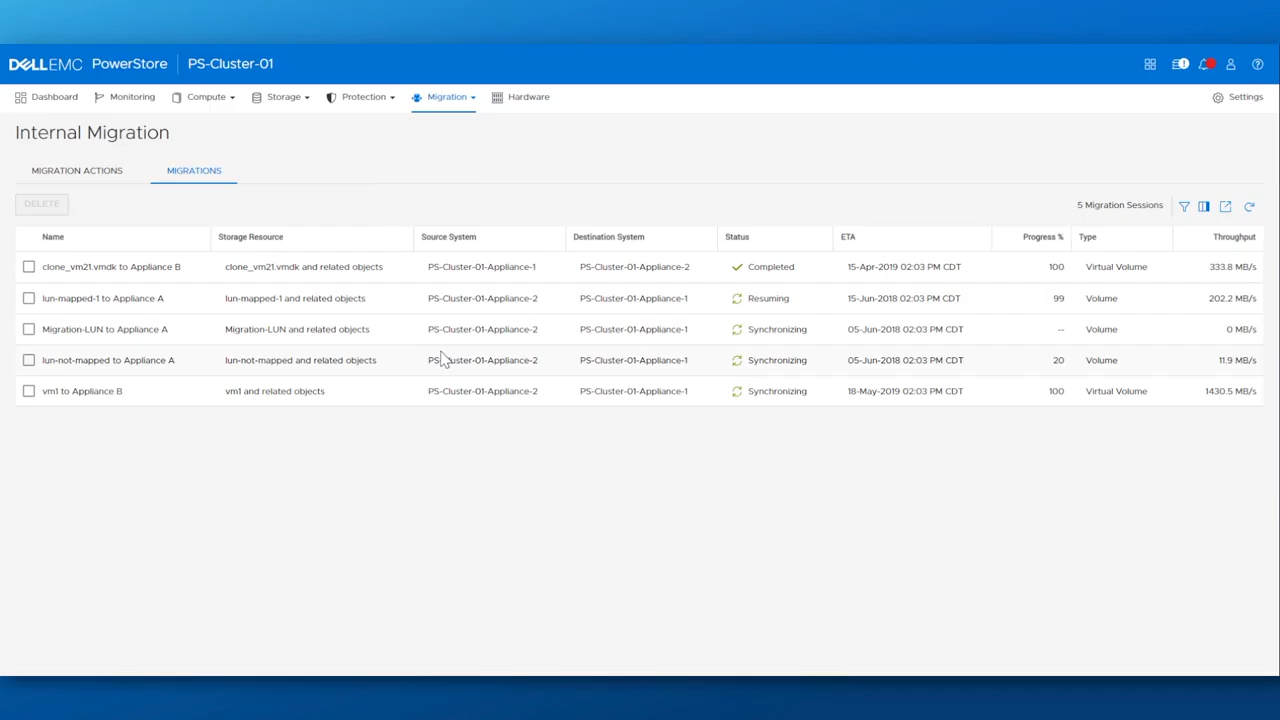 DELLEMC PowerStore PS-Cluster-01
Dashboard Monitoring Compute Storage Protection Migration Hardware Settings
Internal Migration
MIGRATION ACTIONS MIGRATIONS
DELETE 5 Migration Sessions
Name Storage Resource Source System Destination System Status ETA Progress % Type Throughput
clone_vm21.vmdk to Appliance B clone_vm21.vmdk and related objects PS-Cluster-01-Appliance-1 PS-Cluster-01-Appliance-2 Completed 15-Apr-2019 02:03 PM CDT 100 Virtual Volume 333.8 MB/s
lun-mapped-1 to Appliance A lun-mapped-1 and related objects PS-Cluster-01-Appliance-2 PS-Cluster-01-Appliance-1 Resuming 15-Jun-2018 02:03 PM CDT 99 Volume 202.2 MB/s
Migration-LUN to Appliance A Migration-LUN and related objects PS-Cluster-01-Appliance-2 PS-Cluster-01-Appliance-1 Synchronizing 05-Jun-2018 02:03 PM CDT -- Volume 0 MB/s
lun-not-mapped to Appliance A lun-not-mapped and related objects PS-Cluster-01-Appliance-2 PS-Cluster-01-Appliance-1 Synchronizing 05-Jun-2018 02:03 PM CDT 20 Volume 11.9 MB/s
vm1 to Appliance B vm1 and related objects PS-Cluster-01-Appliance-2 PS-Cluster-01-Appliance-1 Synchronizing 18-May-2019 02:03 PM CDT 100 Virtual Volume 1430.5 MB/s